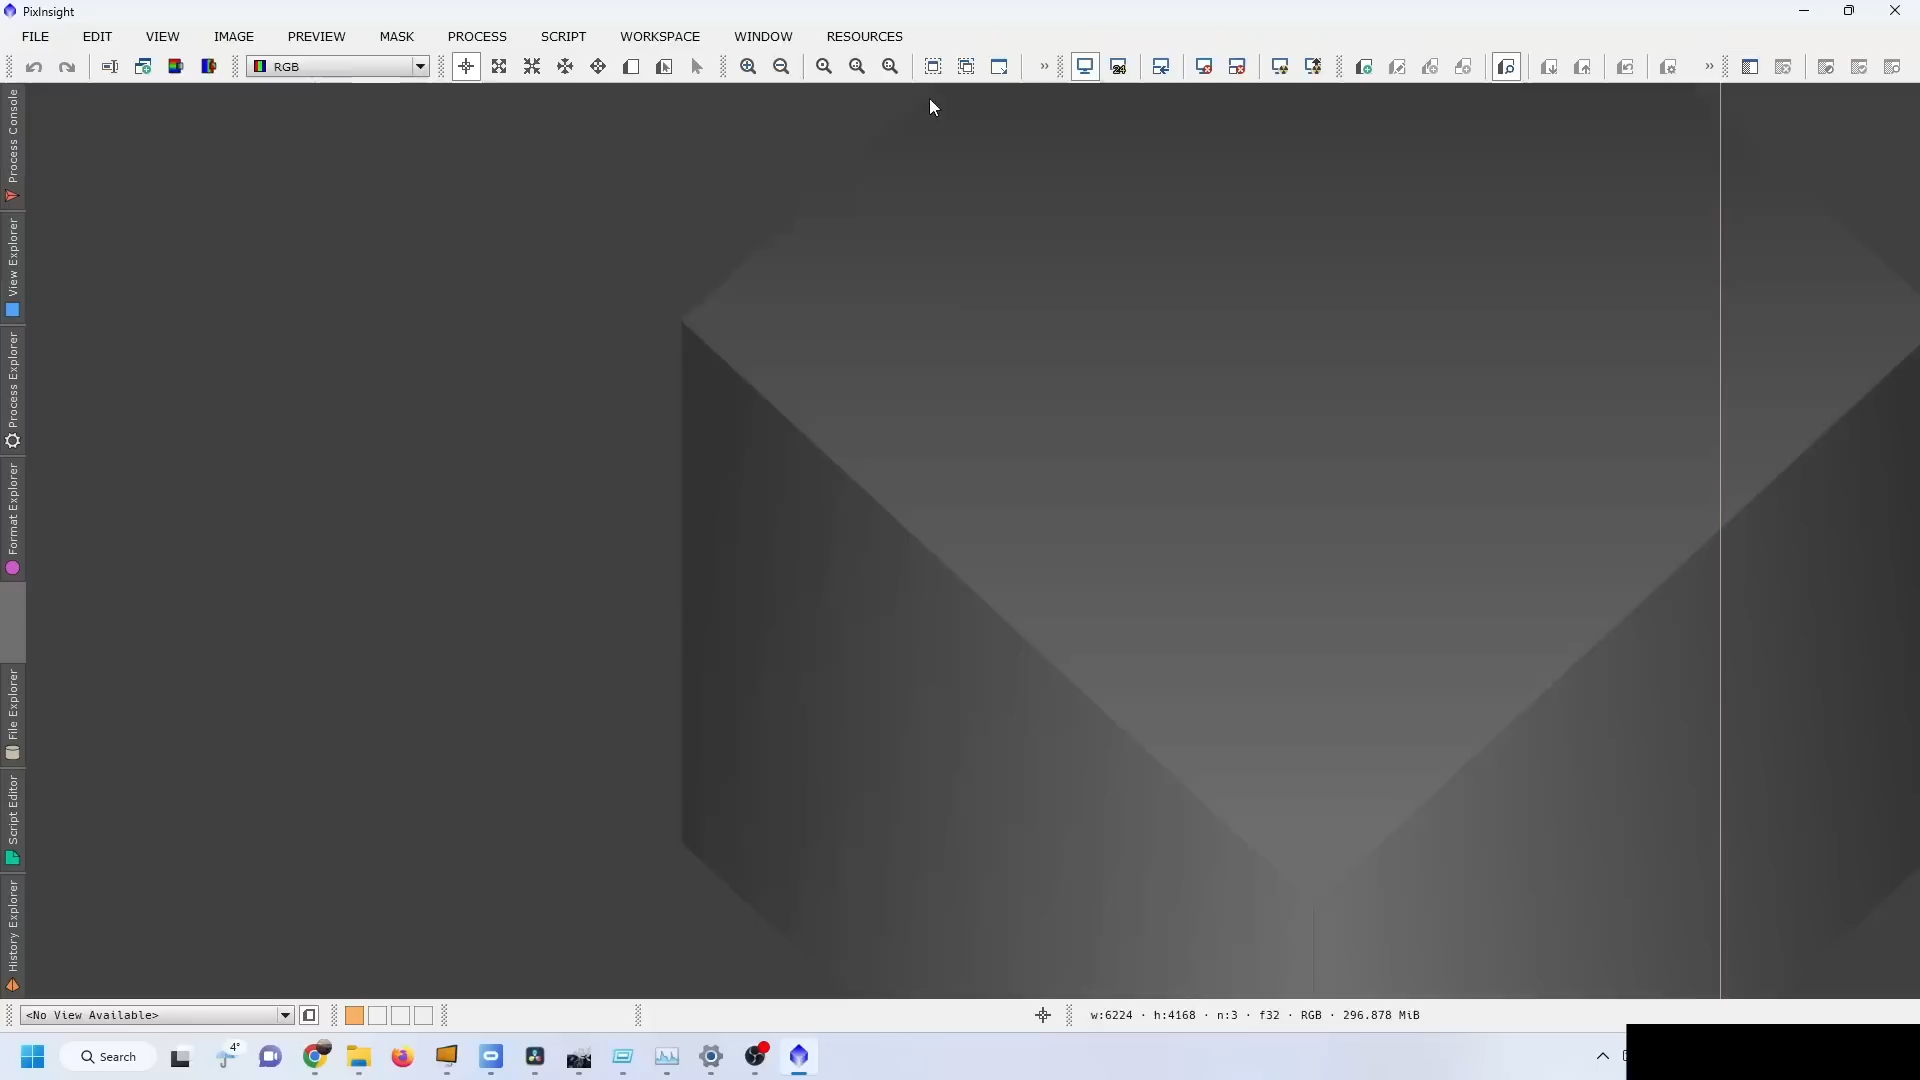 PixInsight
FILE EDIT VIEW IMAGE PREVIEW MASK PROCESS SCRIPT WORKSPACE WINDOW RESOURCES
RGB
24
Process Console
View Explorer
Process Explorer
Format Explorer
File Explorer
Script Editor
History Explorer
<No View Available>
w:6224 · h:4168 · n:3 · f32 · RGB · 296.878 MiB
Search
4°